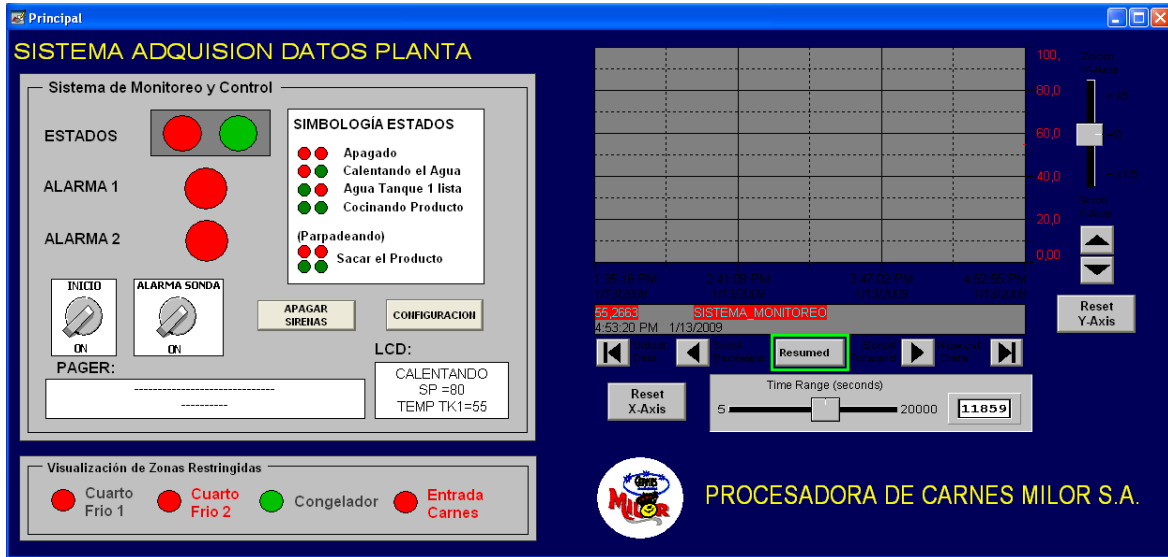 Principal
SISTEMA ADQUISION DATOS PLANTA
Sistema de Monitoreo y Control
ESTADOS
ALARMA 1
ALARMA 2
SIMBOLOGÍA ESTADOS
Apagado
Calentando el Agua
Agua Tanque 1 lista
Cocinando Producto
(Parpadeando)
Sacar el Producto
INICIO
ON
ALARMA SONDA
ON
APAGAR
SIRENAS
CONFIGURACION
PAGER:
-----------------------------
----------
LCD:
CALENTANDO
SP =80
TEMP TK1=55
Visualización de Zonas Restringidas
Cuarto
Frio 1
Cuarto
Frio 2
Congelador
Entrada
Carnes
100,
80,0
60,0
40,0
20,0
0,00
55,2663 SISTEMA_MONITOREO
4:53:20 PM 1/13/2009
Resumed
Reset
X-Axis
Time Range (seconds)
5
20000
11859
Reset
Y-Axis
MILOR
PROCESADORA DE CARNES MILOR S.A.